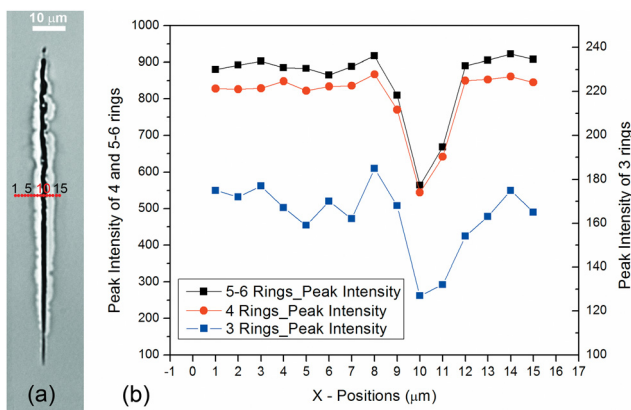 10 μm
1 5 10 15
(a)
Peak Intensity of 4 and 5-6 rings
1000
900
800
700
600
500
400
300
200
100
5-6 Rings_Peak Intensity
4 Rings_Peak Intensity
3 Rings_Peak Intensity
240
220
200
180
160
140
120
100
Peak Intensity of 3 rings
-1 0 1 2 3 4 5 6 7 8 9 10 11 12 13 14 15 16 17
(b)
X - Positions (μm)